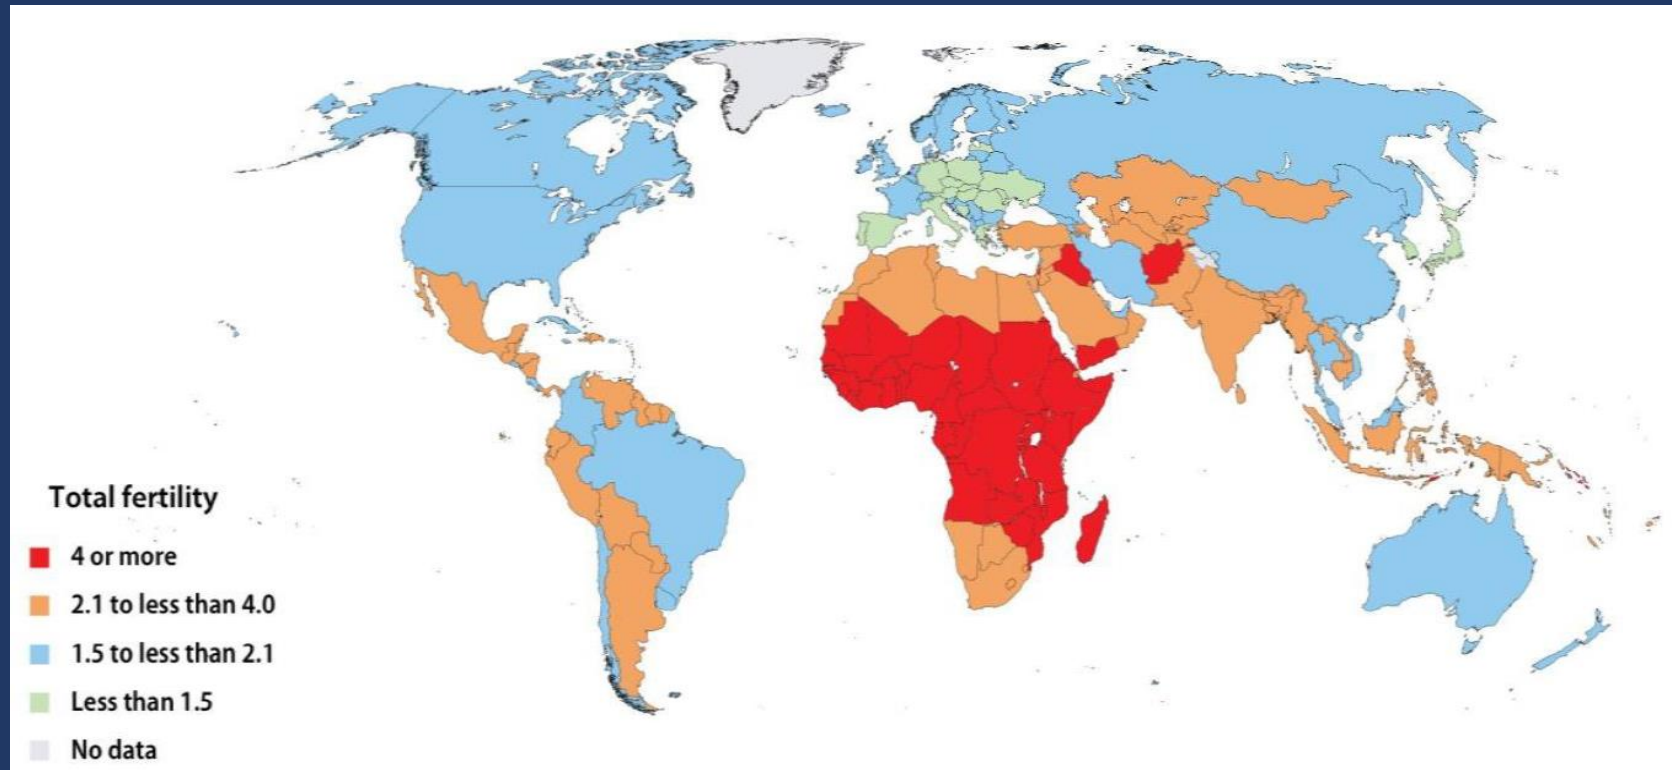 Total fertility
4 or more
2.1 to less than 4.0
1.5 to less than 2.1
Less than 1.5
No data